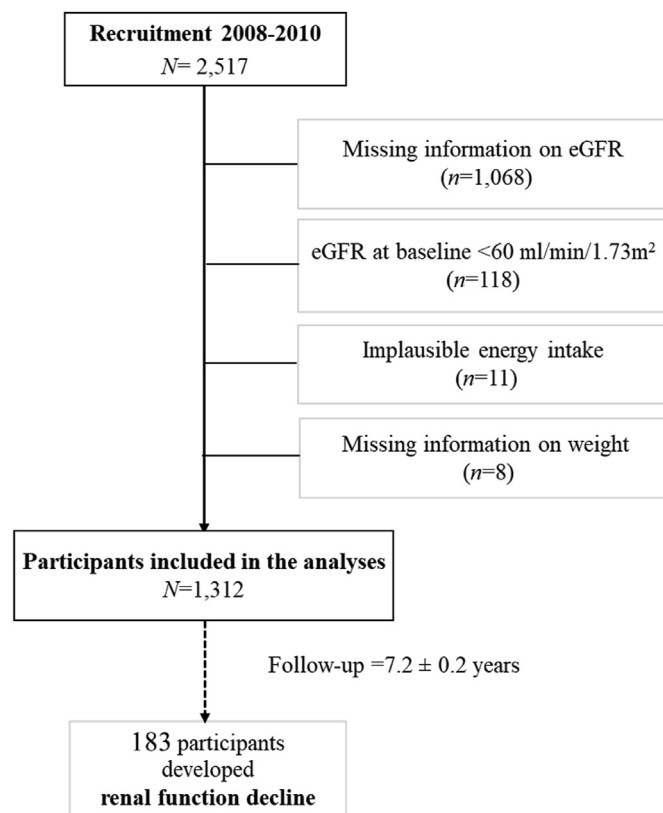 Recruitment 2008-2010
N= 2,517
Missing information on eGFR
(n=1,068)
eGFR at baseline <60 ml/min/1.73m²
(n=118)
Implausible energy intake
(n=11)
Missing information on weight
(n=8)
Participants included in the analyses
N=1,312
Follow-up =7.2 ± 0.2 years
183 participants
developed
renal function decline